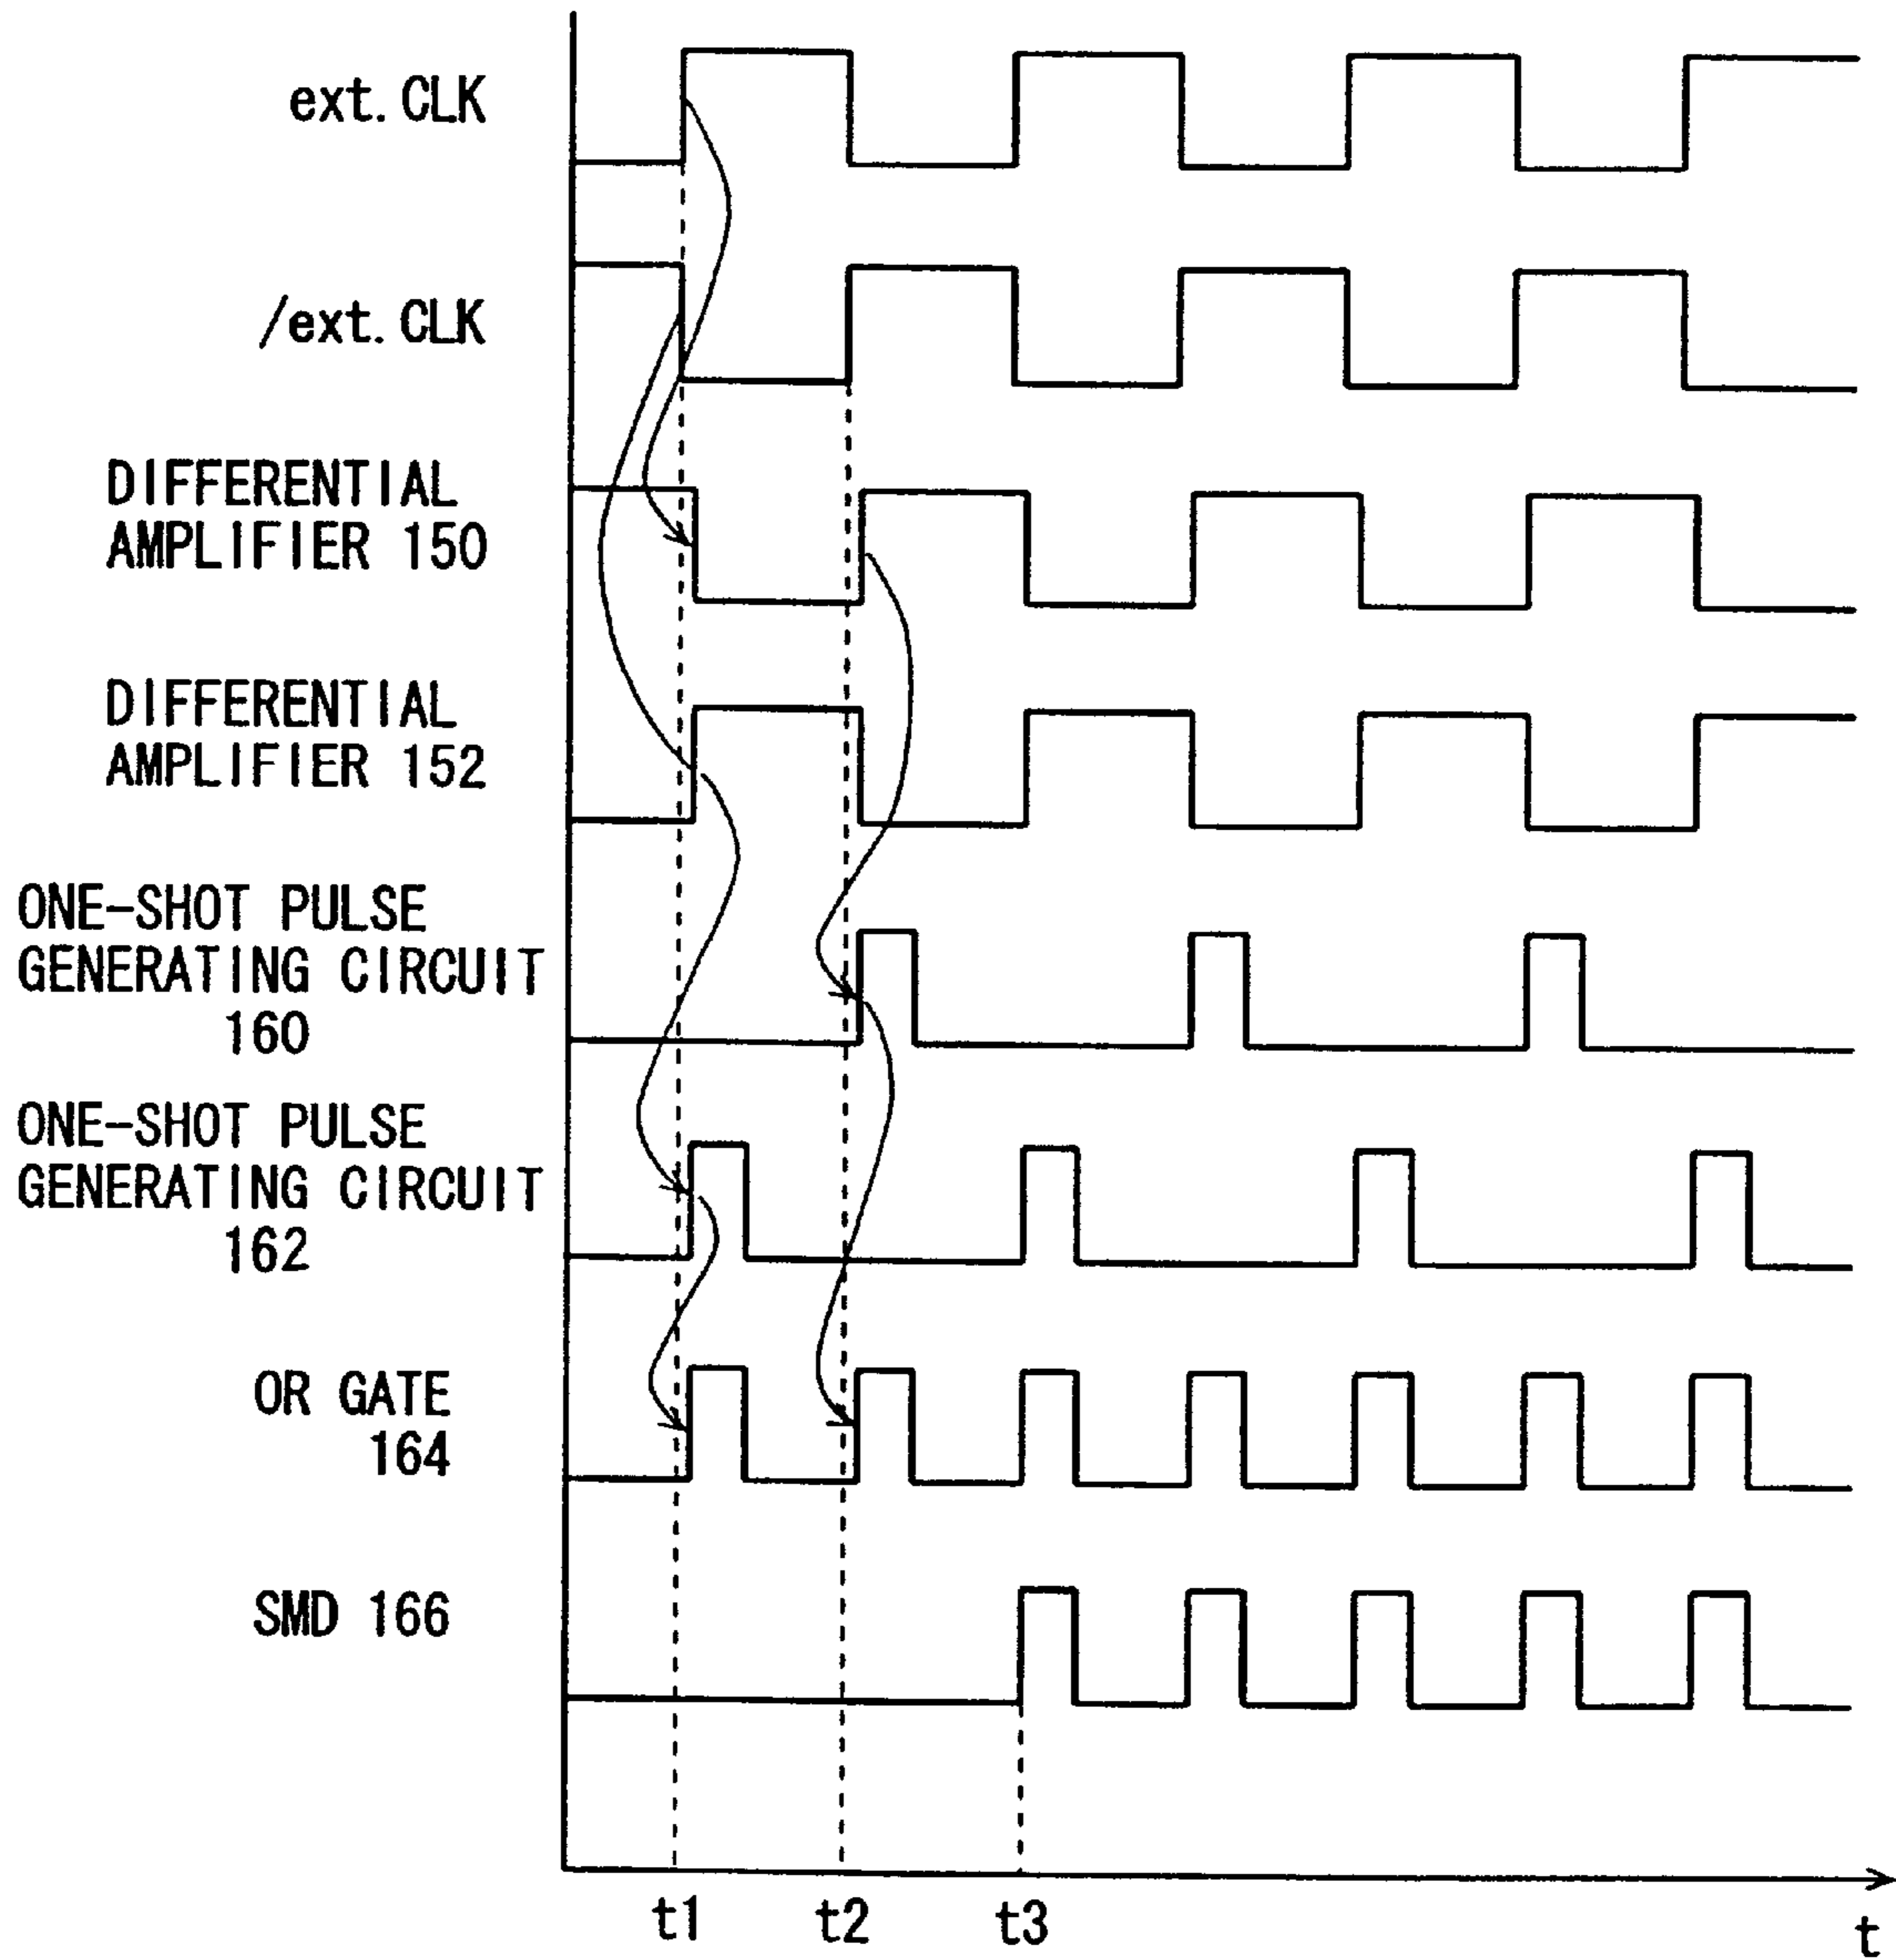 ext.CLK
/ext.CLK
DIFFERENTIAL
AMPLIFIER 150
DIFFERENTIAL
AMPLIFIER 152
ONE-SHOT PULSE
GENERATING CIRCUIT
160
ONE-SHOT PULSE
GENERATING CIRCUIT
162
OR GATE
164
SMD 166
t1 t2 t3 t